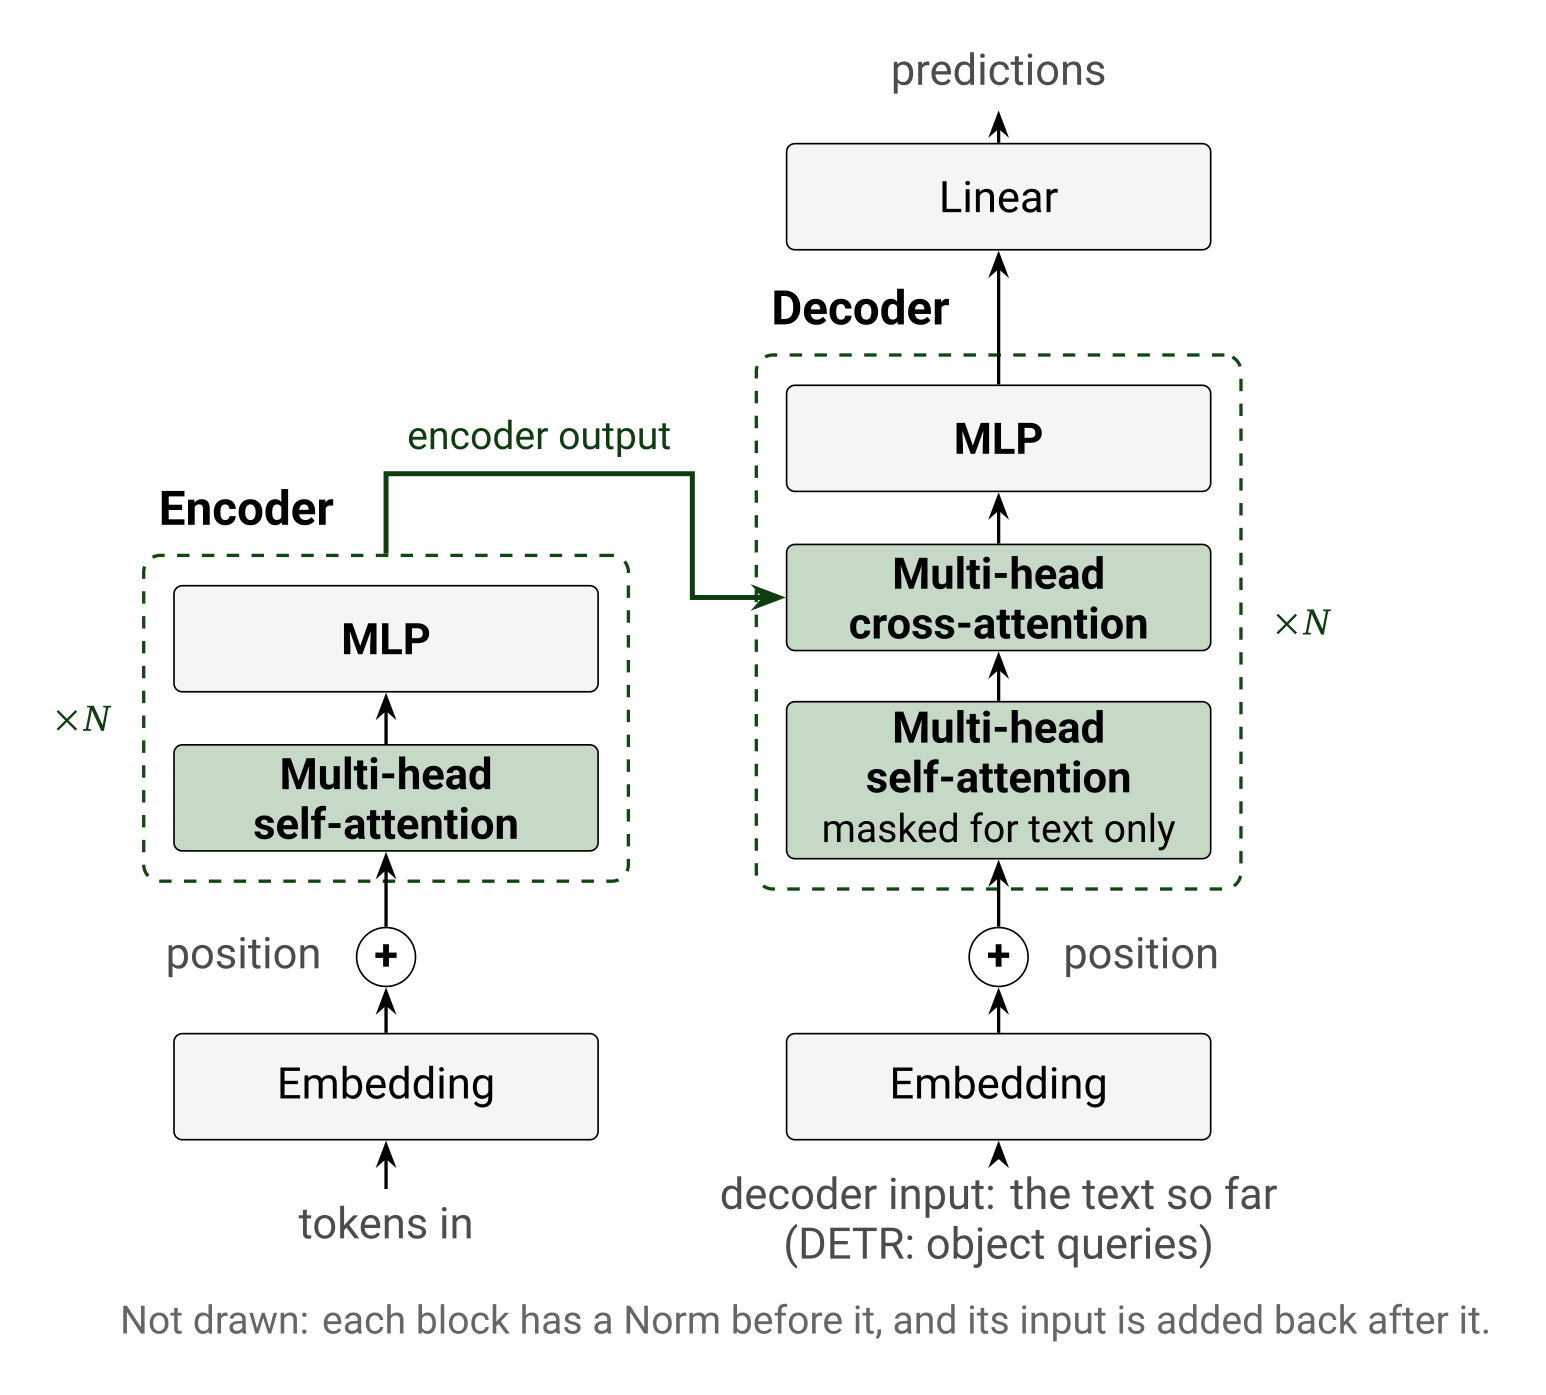 predictions
Linear
Decoder
MLP
encoder output
Encoder
Multi-head
cross-attention
×N
MLP
×N
Multi-head
self-attention
masked for text only
Multi-head
self-attention
position
+
+
position
Embedding
Embedding
tokens in
decoder input: the text so far
(DETR: object queries)
Not drawn: each block has a Norm before it, and its input is added back after it.